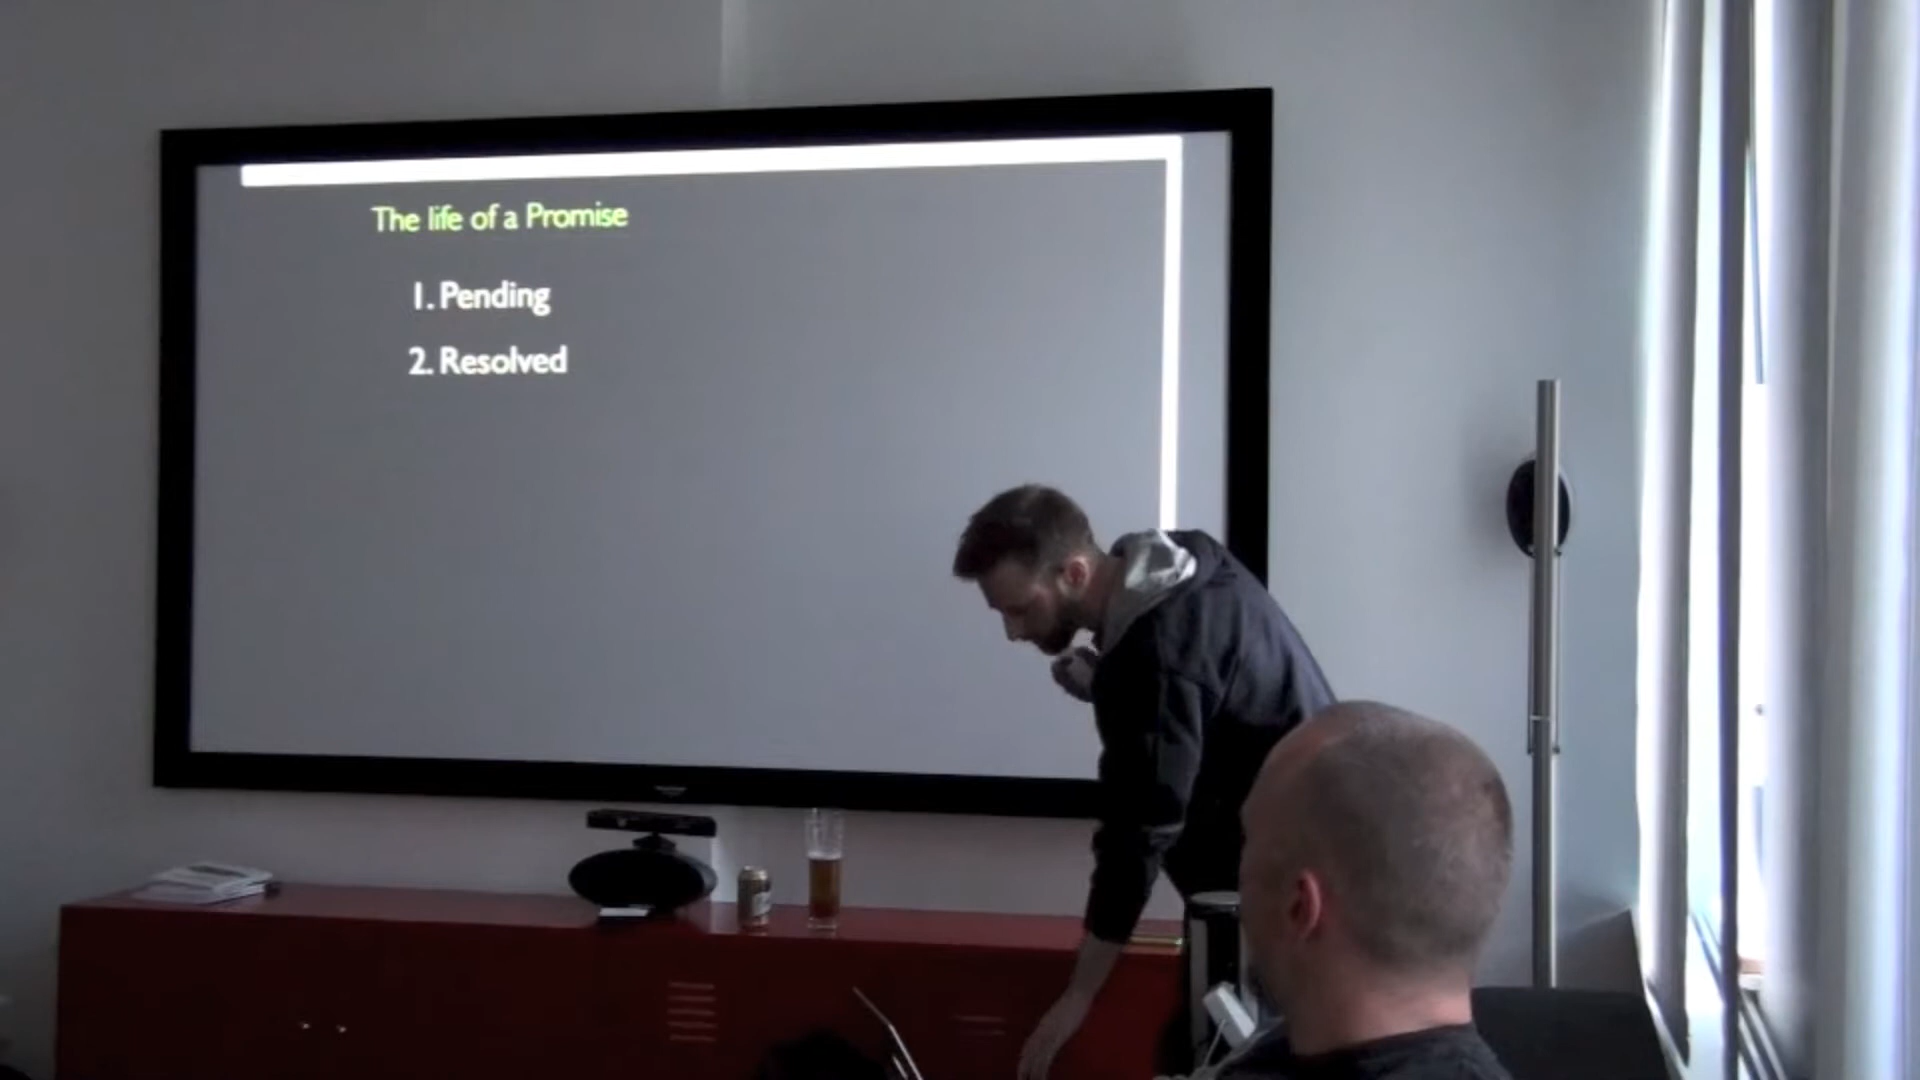 The life of a Promise
1. Pending
2. Resolved